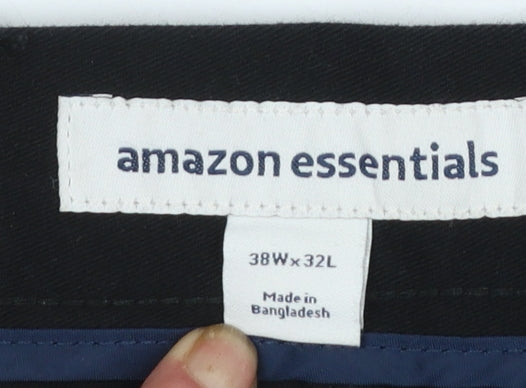 amazon essentials
38W x 32L
Made in
Bangladesh